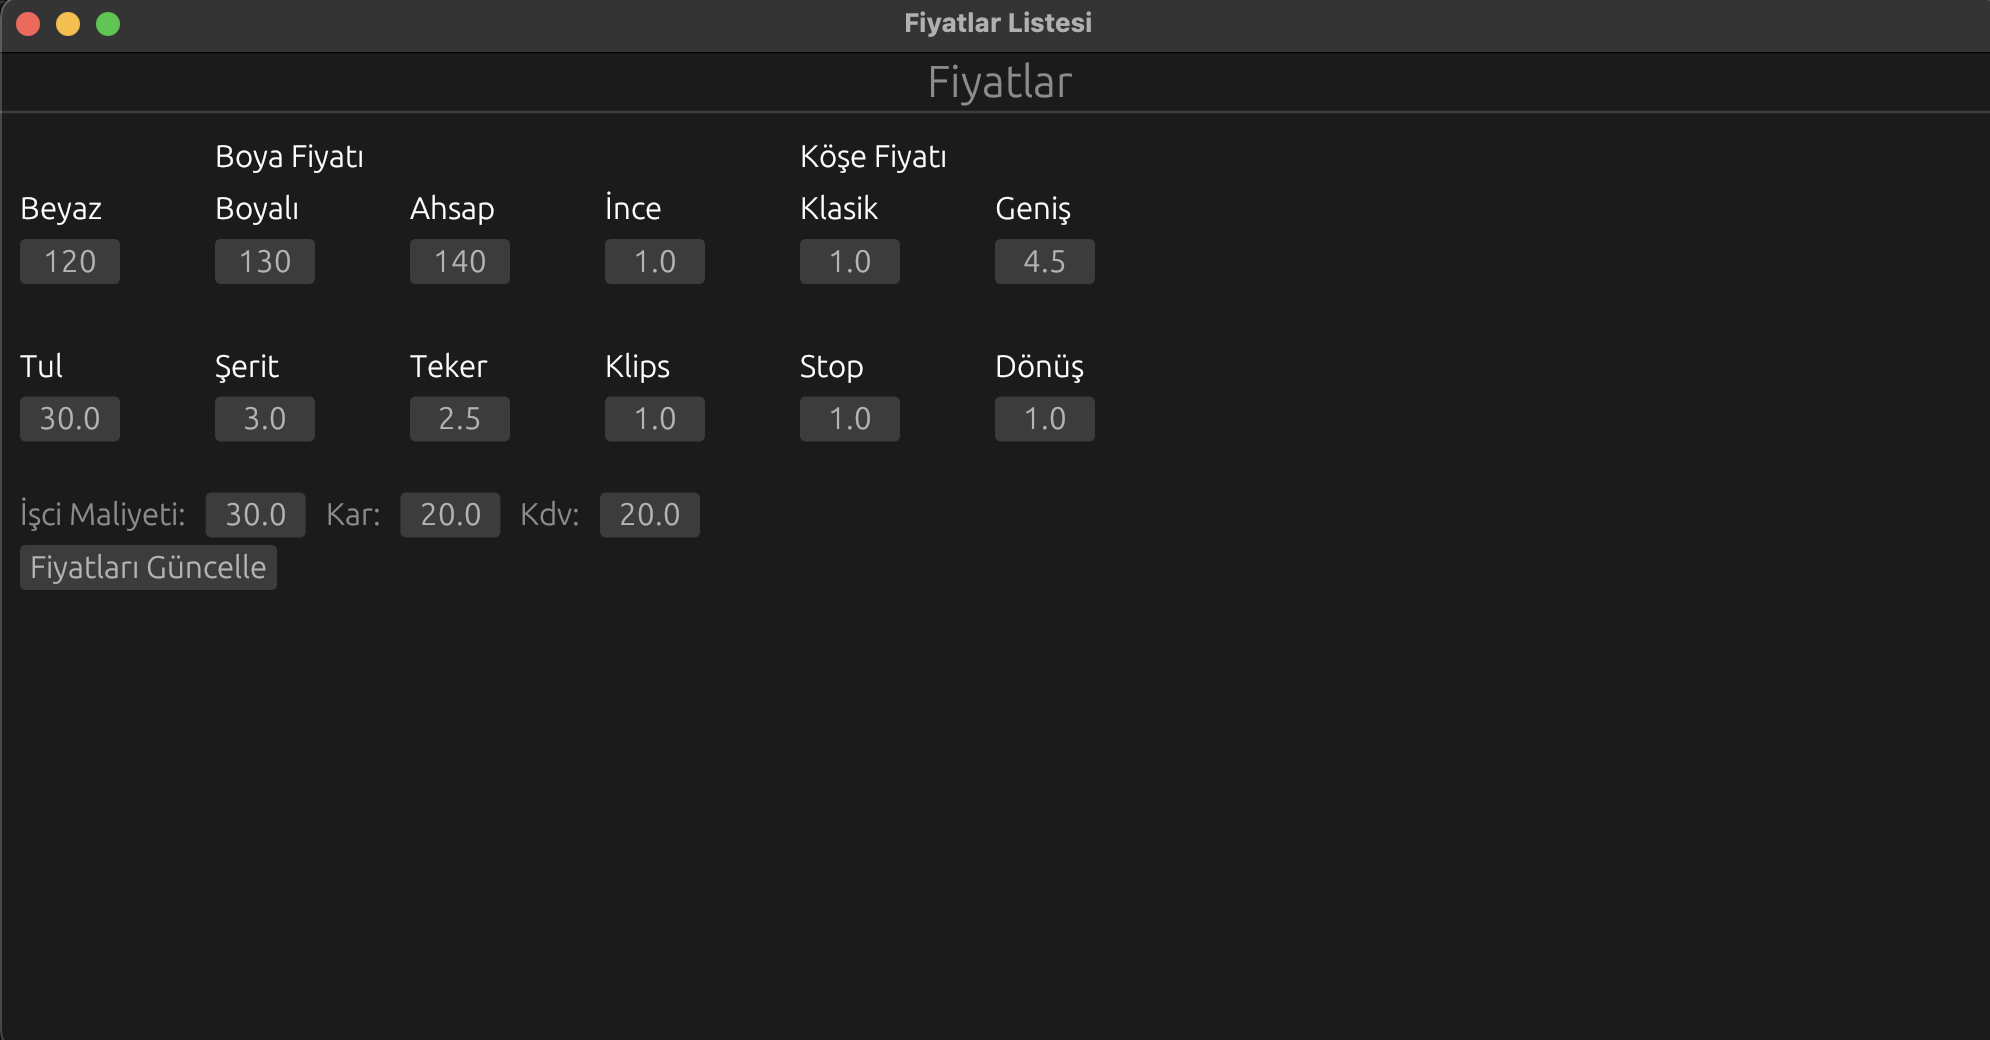 Fiyatlar Listesi
Fiyatlar
Boya Fiyatı Köşe Fiyatı
Beyaz Boyalı Ahsap İnce Klasik Geniş
120 130 140 1.0 1.0 4.5
Tul Şerit Teker Klips Stop Dönüş
30.0 3.0 2.5 1.0 1.0 1.0
İşci Maliyeti: 30.0 Kar: 20.0 Kdv: 20.0
Fiyatları Güncelle